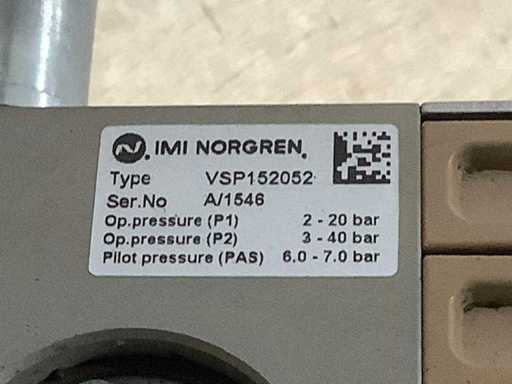 IMI NORGREN
Type VSP152052
Ser.No A/1546
Op.pressure (P1) 2 - 20 bar
Op.pressure (P2) 3 - 40 bar
Pilot pressure (PAS) 6.0 - 7.0 bar